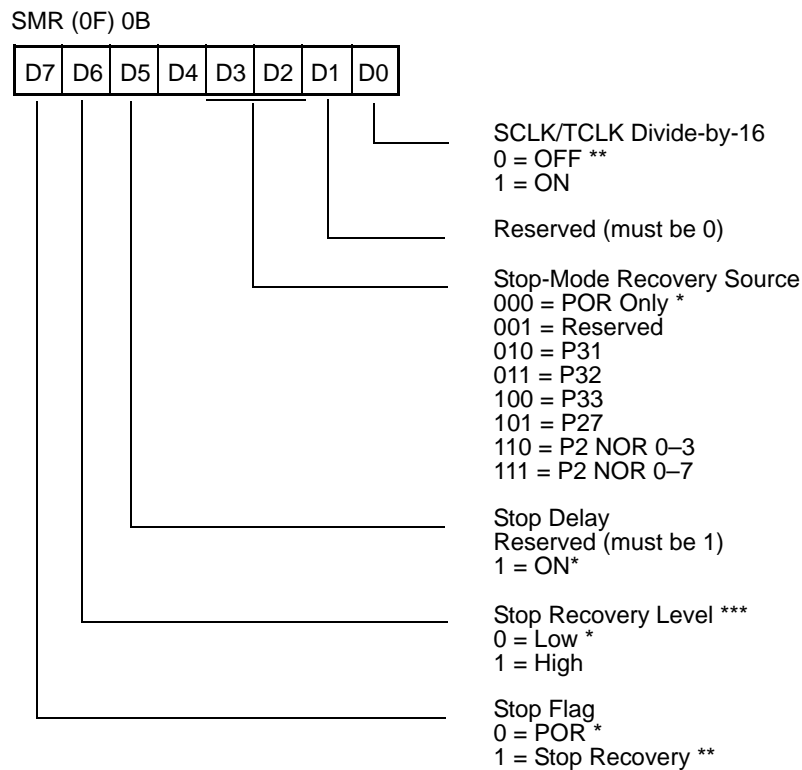 SMR (0F) 0B
D7 D6 D5 D4 D3 D2 D1 D0
SCLK/TCLK Divide-by-16
0 = OFF **
1 = ON
Reserved (must be 0)
Stop-Mode Recovery Source
000 = POR Only *
001 = Reserved
010 = P31
011 = P32
100 = P33
101 = P27
110 = P2 NOR 0–3
111 = P2 NOR 0–7
Stop Delay
Reserved (must be 1)
1 = ON*
Stop Recovery Level ***
0 = Low *
1 = High
Stop Flag
0 = POR *
1 = Stop Recovery **